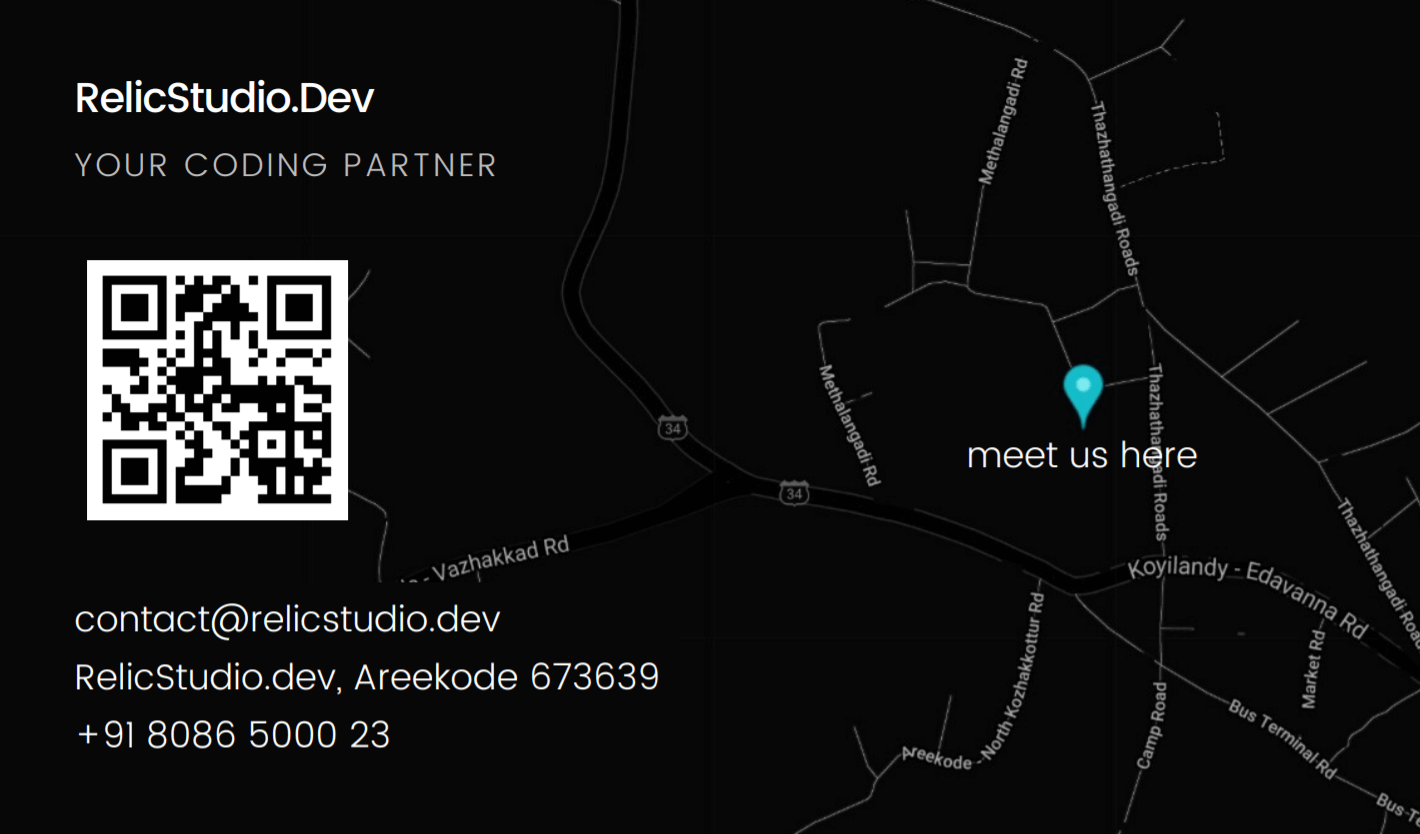 RelicStudio.Dev
YOUR CODING PARTNER
contact@relicstudio.dev
RelicStudio.dev, Areekode 673639
+91 8086 5000 23
Methalangadi Rd
Thazhathangadi Roads
Methalangadi Rd
Thazhathangadi Roads
meet us here
34
34
Vazhakkad Rd
Koyilandy - Edavanna Rd
Thazhathangadi Road
Areekode - North Kozhakkottur Rd
Market Rd
Camp Road
Bus Terminal Rd